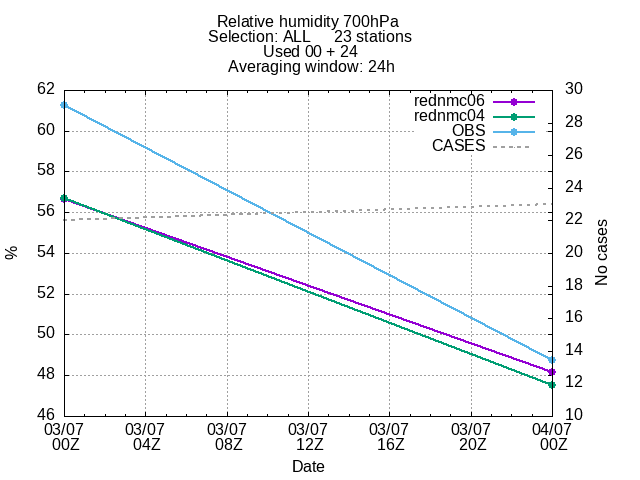 Relative humidity 700hPa
Selection: ALL     23 stations
Used 00 + 24
Averaging window: 24h
62
30
rednmc06
rednmc04
OBS
CASES
60
58
56
54
52
50
48
46
28
26
24
22
20
18
16
14
12
10
%
No cases
03/07 03/07 03/07 03/07 03/07 03/07 04/07
00Z 04Z 08Z 12Z 16Z 20Z 00Z
Date